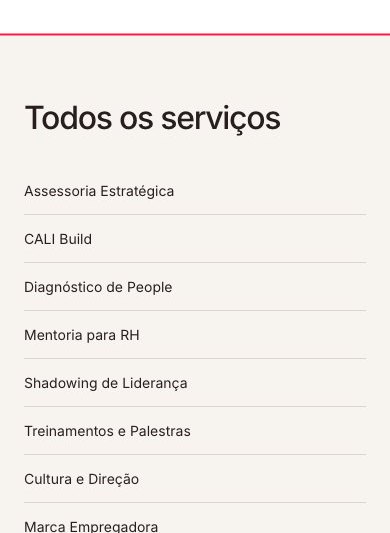 Todos os serviços
Assessoria Estratégica
CALI Build
Diagnóstico de People
Mentoria para RH
Shadowing de Liderança
Treinamentos e Palestras
Cultura e Direção
Marca Empregadora